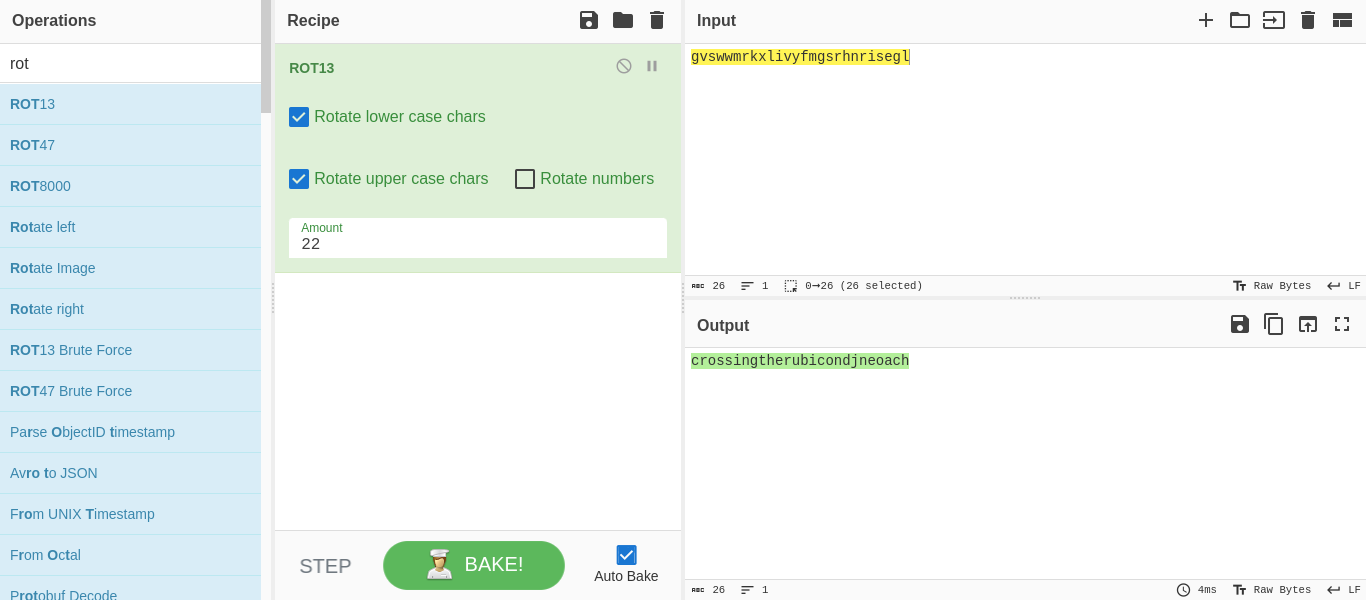 Operations
rot
ROT13
ROT47
ROT8000
Rotate left
Rotate Image
Rotate right
ROT13 Brute Force
ROT47 Brute Force
Parse ObjectID timestamp
Avro to JSON
From UNIX Timestamp
From Octal
Protobuf Decode
Recipe
ROT13
Rotate lower case chars
Rotate upper case chars
Rotate numbers
Amount
22
STEP
BAKE!
Auto Bake
Input
gvswwmrkxlivyfmgsrhnrisegl
ABC 26 1 0→26 (26 selected) Raw Bytes LF
Output
crossingtherubicondjneoach
ABC 26 1 4ms Raw Bytes LF